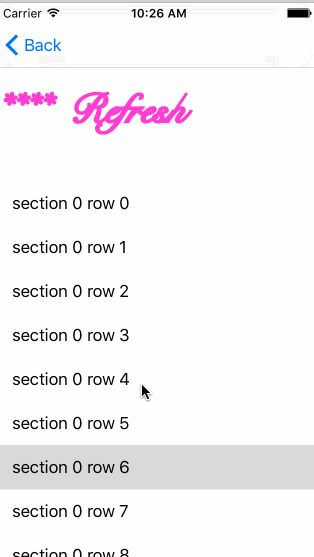 Carrier 10:26 AM
Back
**** Refresh
section 0 row 0
section 0 row 1
section 0 row 2
section 0 row 3
section 0 row 4
section 0 row 5
section 0 row 6
section 0 row 7
section 0 row 8